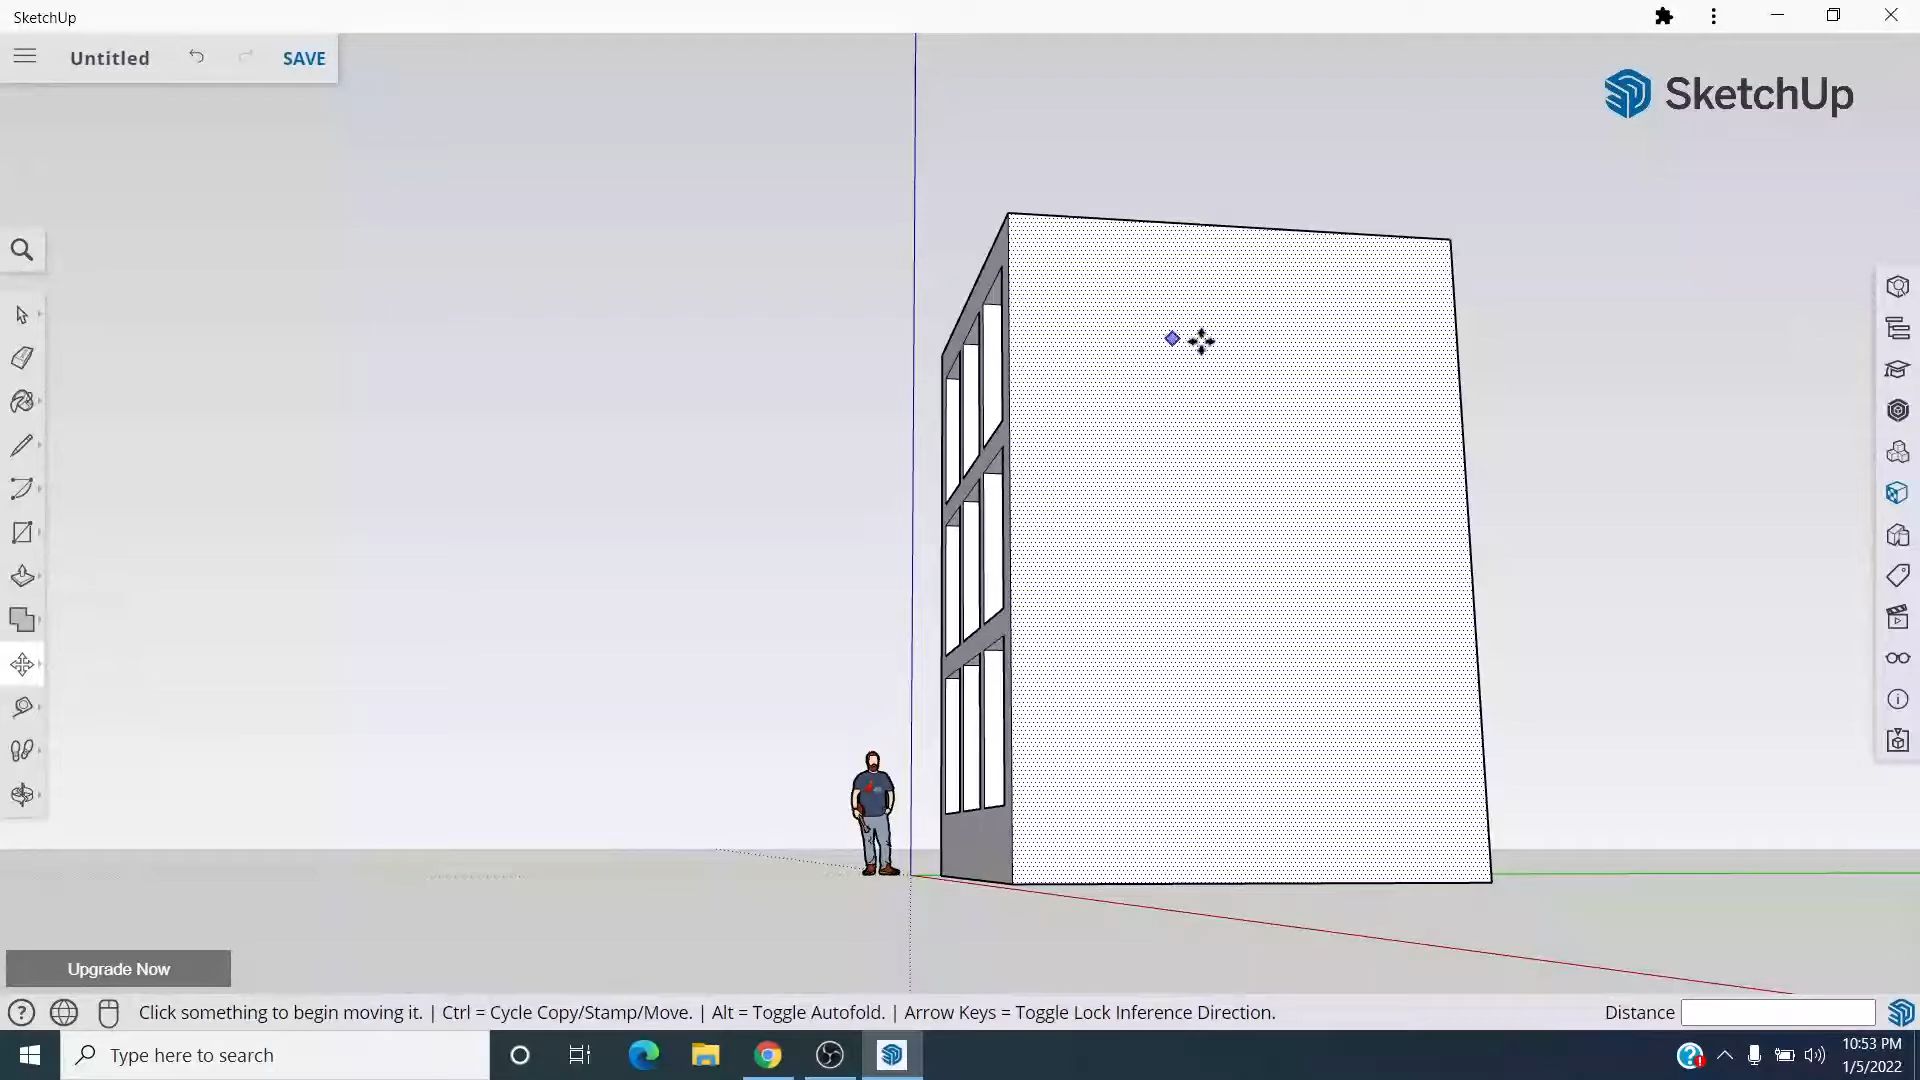 SketchUp
Untitled
SAVE
SketchUp
Upgrade Now
Click something to begin moving it. | Ctrl = Cycle Copy/Stamp/Move. | Alt = Toggle Autofold. | Arrow Keys = Toggle Lock Inference Direction.
Distance
Type here to search
10:53 PM
1/5/2022